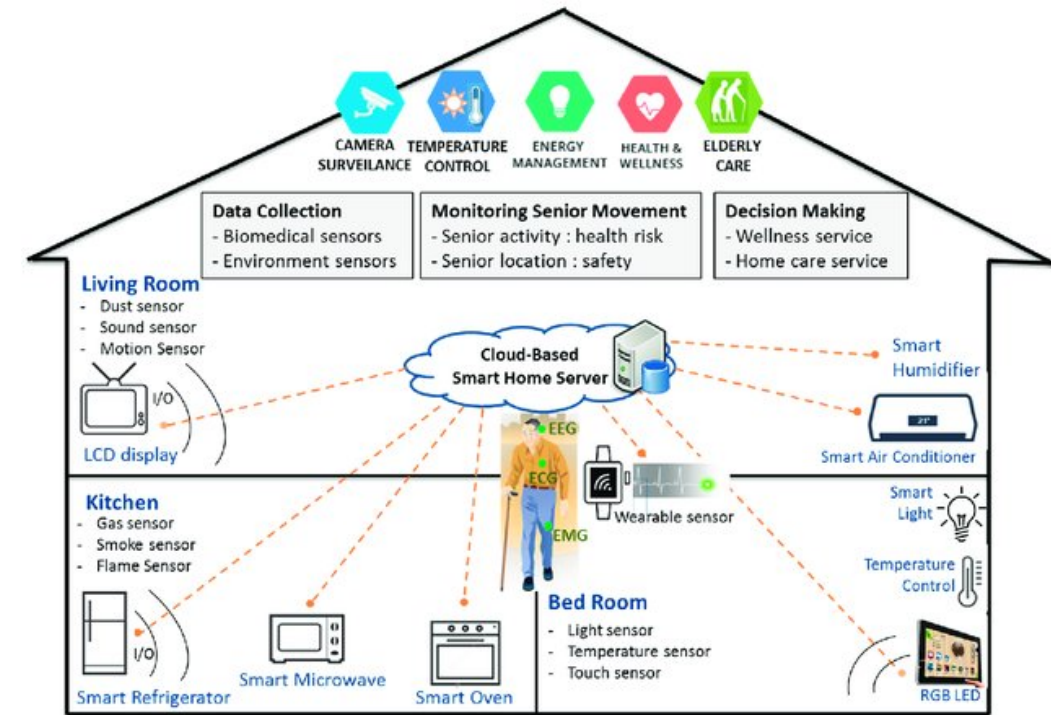 CAMERA
SURVEILANCE
TEMPERATURE
CONTROL
ENERGY
MANAGEMENT
HEALTH &
WELLNESS
ELDERLY
CARE
Data Collection
- Biomedical sensors
- Environment sensors
Monitoring Senior Movement
- Senior activity : health risk
- Senior location : safety
Decision Making
- Wellness service
- Home care service
Living Room
- Dust sensor
- Sound sensor
- Motion Sensor
I/O
LCD display
Cloud-Based
Smart Home Server
Smart
Humidifier
21°
Smart Air Conditioner
EEG
ECG
EMG
Wearable sensor
Kitchen
- Gas sensor
- Smoke sensor
- Flame Sensor
I/O
Smart Refrigerator
Smart Microwave
Smart Oven
Bed Room
- Light sensor
- Temperature sensor
- Touch sensor
Smart
Light
Temperature
Control
RGB LED